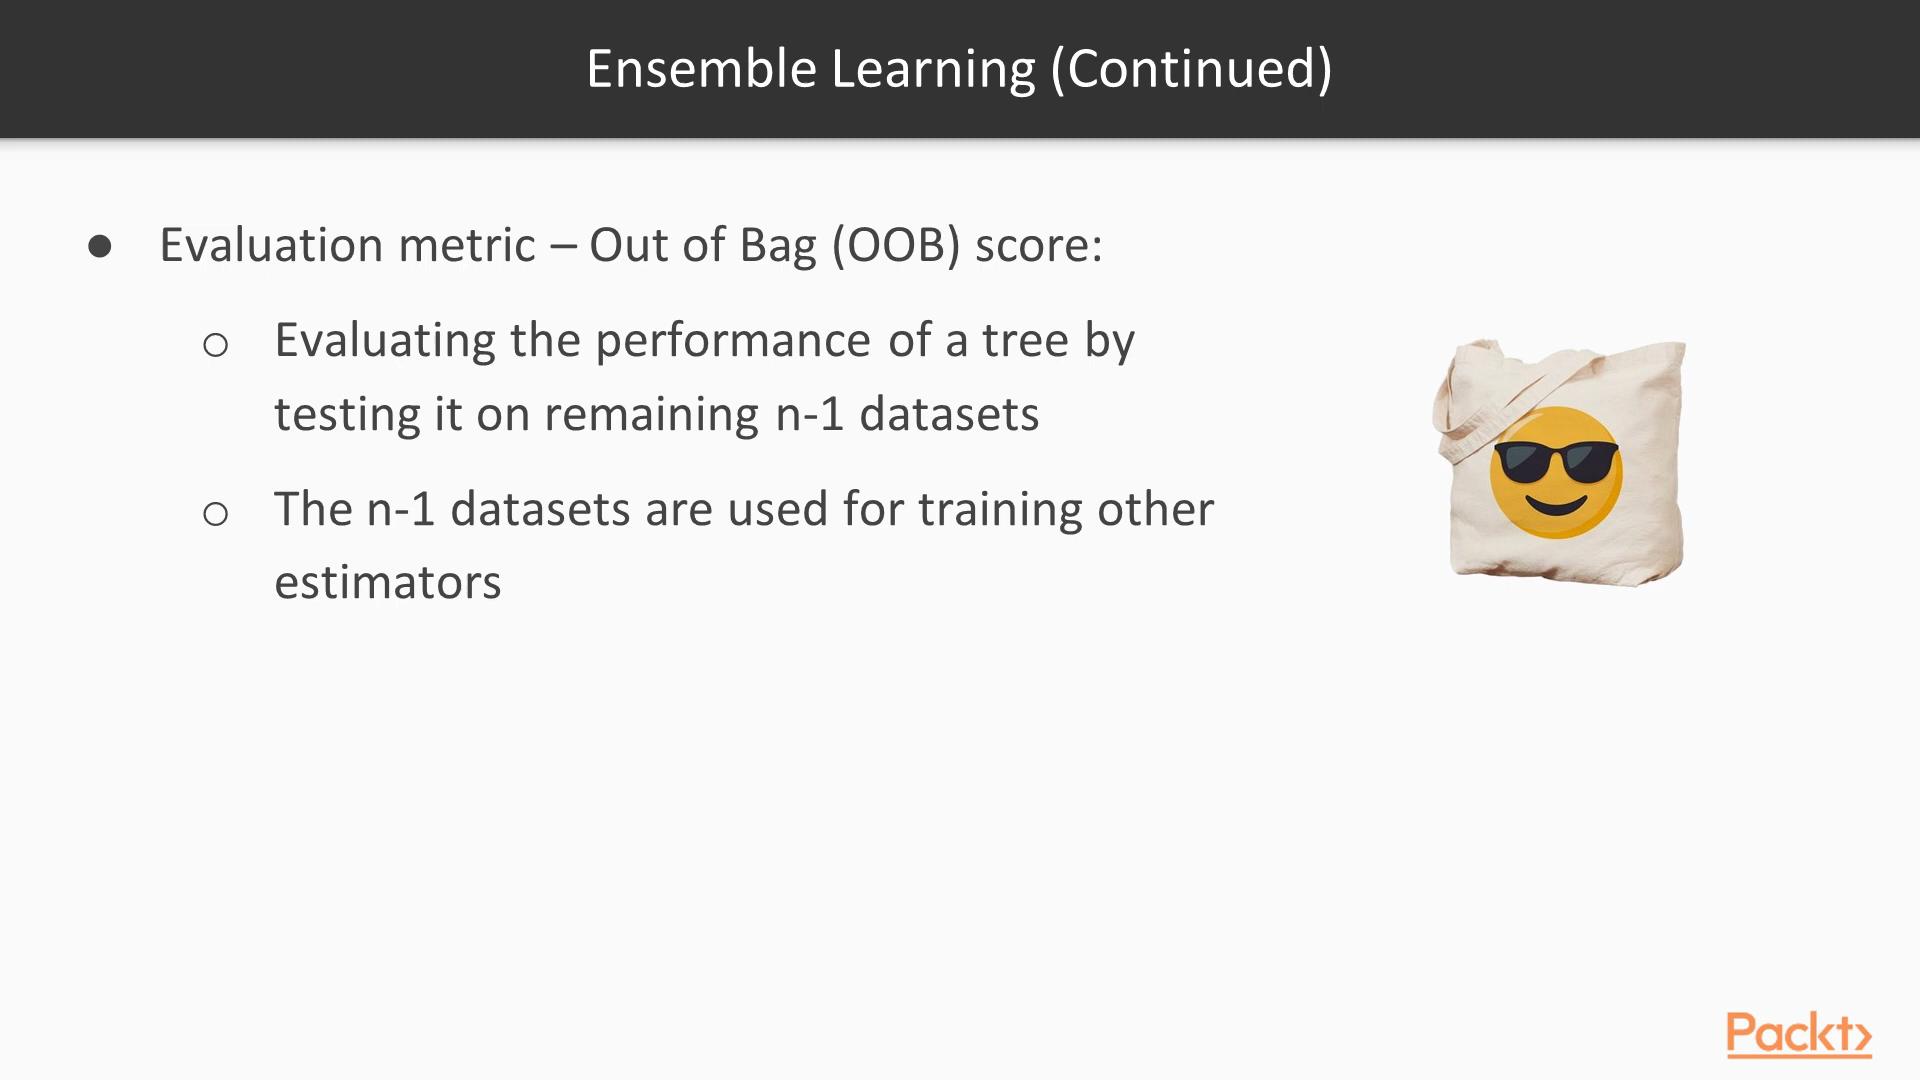 Ensemble Learning (Continued)
● Evaluation metric – Out of Bag (OOB) score:
○ Evaluating the performance of a tree by
testing it on remaining n-1 datasets
○ The n-1 datasets are used for training other
estimators
Packt>